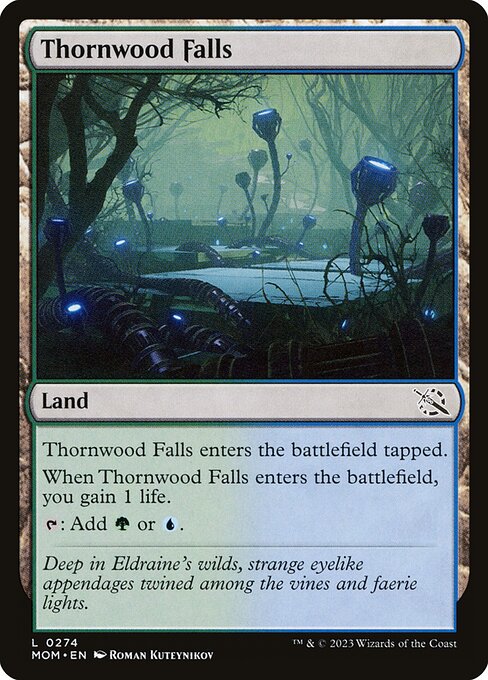 Thornwood Falls
Land
Thornwood Falls enters the battlefield tapped.
When Thornwood Falls enters the battlefield,
you gain 1 life.
: Add or .
Deep in Eldraine's wilds, strange eyelike
appendages twined among the vines and faerie
lights.
L 0274
MOM • EN Roman Kuteynikov
™ & © 2023 Wizards of the Coast